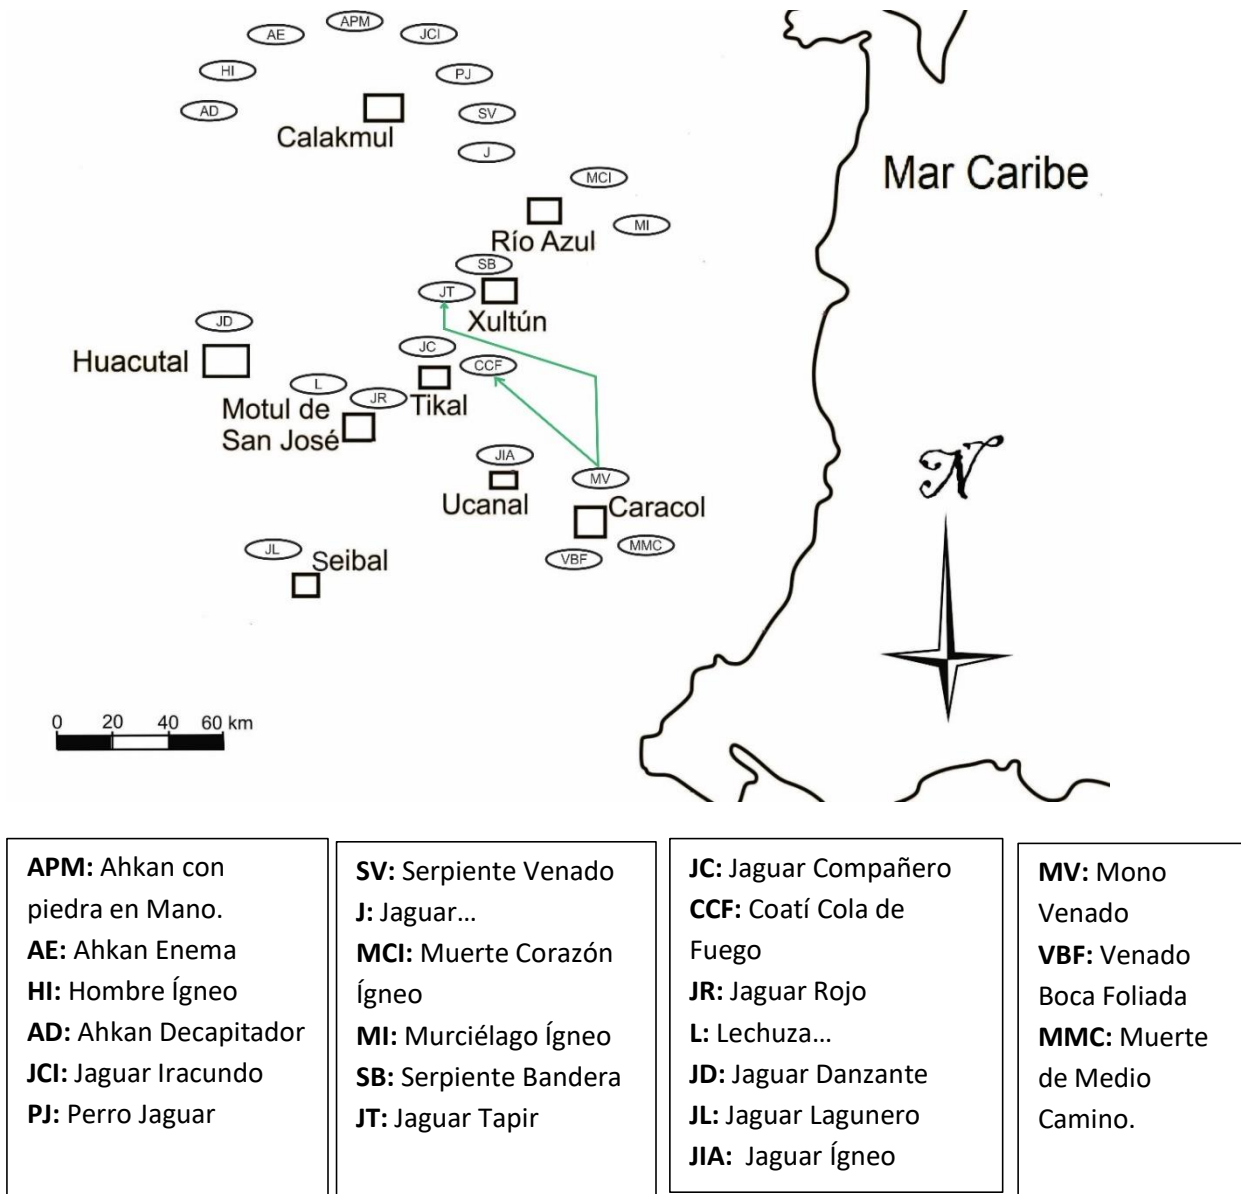 APM
AE
JCI
HI
PJ
AD
SV
Calakmul
J
MCI
Mar Caribe
MI
Río Azul
SB
JT
Xultún
JD
JC
Huacutal
CCF
L
JR
Tikal
Motul de
San José
JIA
MV
N
Ucanal
Caracol
JL
Seibal
VBF
MMC
0 20 40 60 km
APM: Ahkan con
piedra en Mano.
AE: Ahkan Enema
HI: Hombre Ígneo
AD: Ahkan Decapitador
JCI: Jaguar Iracundo
PJ: Perro Jaguar
SV: Serpiente Venado
J: Jaguar…
MCI: Muerte Corazón
Ígneo
MI: Murciélago Ígneo
SB: Serpiente Bandera
JT: Jaguar Tapir
JC: Jaguar Compañero
CCF: Coatí Cola de
Fuego
JR: Jaguar Rojo
L: Lechuza…
JD: Jaguar Danzante
JL: Jaguar Lagunero
JIA: Jaguar Ígneo
MV: Mono
Venado
VBF: Venado
Boca Foliada
MMC: Muerte
de Medio
Camino.